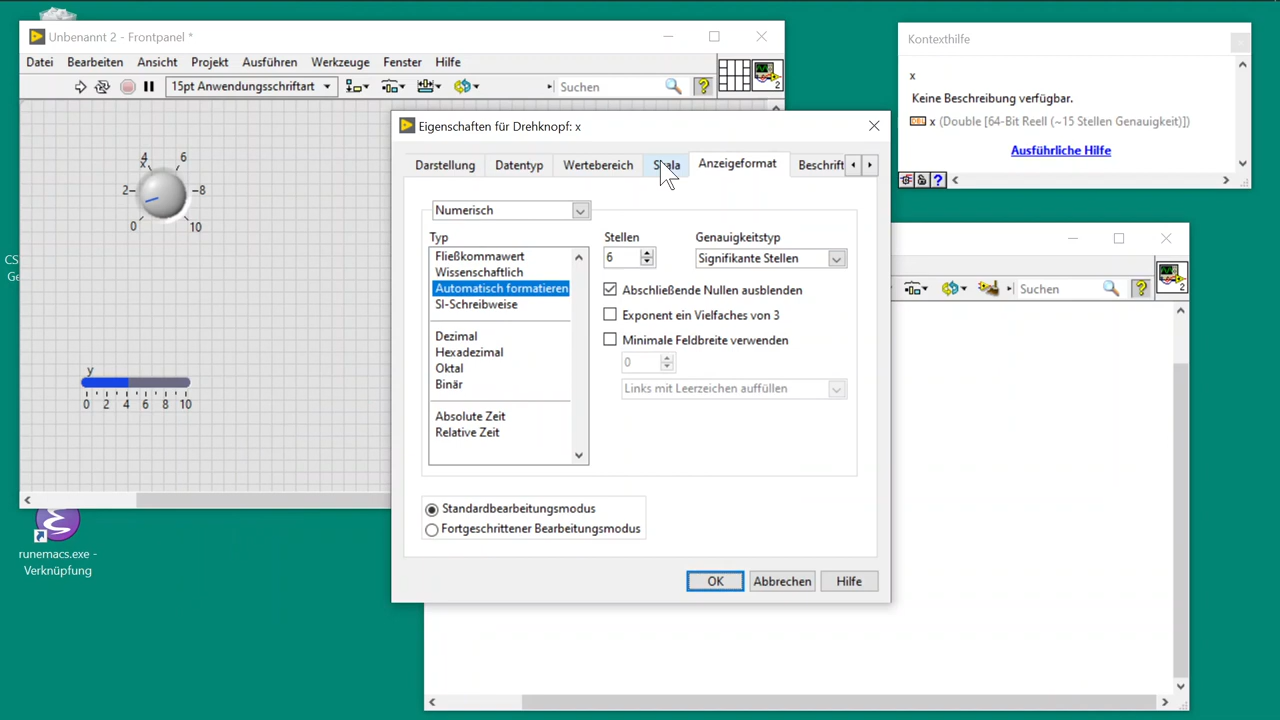 Unbenannt 2 - Frontpanel *
Datei Bearbeiten Ansicht Projekt Ausführen Werkzeuge Fenster Hilfe
15pt Anwendungsschriftart
Suchen
2
x
4 6
2 8
0 10
y
0 2 4 6 8 10
Kontexthilfe
x
Keine Beschreibung verfügbar.
DBL x (Double [64-Bit Reell (~15 Stellen Genauigkeit)]
Ausführliche Hilfe
Eigenschaften für Drehknopf: x
Darstellung Datentyp Wertebereich Skala Anzeigeformat Beschrift
Numerisch
Typ
Fließkommawert
Wissenschaftlich
Automatisch formatieren
SI-Schreibweise
Dezimal
Hexadezimal
Oktal
Binär
Absolute Zeit
Relative Zeit
Stellen
6
Genauigkeitstyp
Signifikante Stellen
Abschließende Nullen ausblenden
Exponent ein Vielfaches von 3
Minimale Feldbreite verwenden
0
Links mit Leerzeichen auffüllen
Standardbearbeitungsmodus
Fortgeschrittener Bearbeitungsmodus
OK Abbrechen Hilfe
Suchen
2
CS
Ge
runemacs.exe -
Verknüpfung